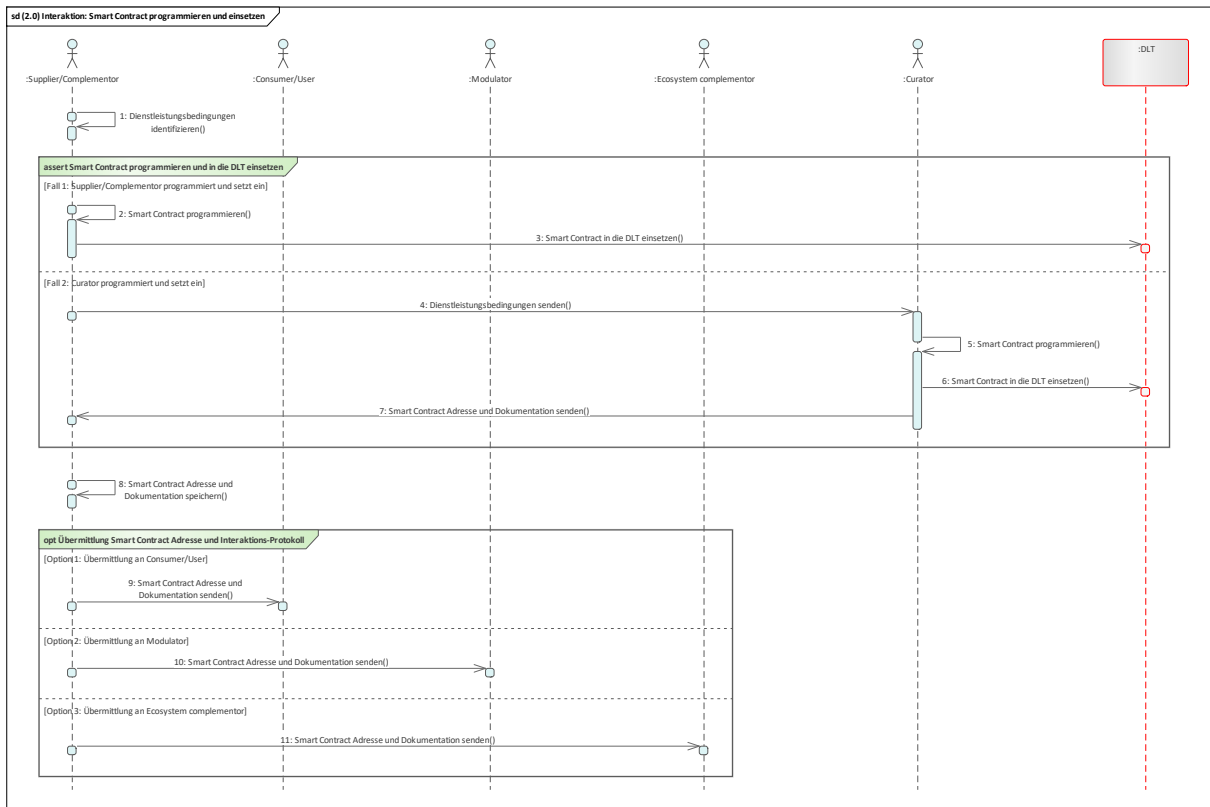 sd (2.0) Interaktion: Smart Contract programmieren und einsetzen
:Supplier/Complementor
:Consumer/User
:Modulator
:Ecosystem complementor
:Curator
:DLT
1: Dienstleistungsbedingungen
identifizieren()
assert Smart Contract programmieren und in die DLT einsetzen
[Fall 1: Supplier/Complementor programmiert und setzt ein]
2: Smart Contract programmieren()
3: Smart Contract in die DLT einsetzen()
[Fall 2: Curator programmiert und setzt ein]
4: Dienstleistungsbedingungen senden()
5: Smart Contract programmieren()
6: Smart Contract in die DLT einsetzen()
7: Smart Contract Adresse und Dokumentation senden()
8: Smart Contract Adresse und
Dokumentation speichern()
opt Übermittlung Smart Contract Adresse und Interaktions-Protokoll
[Option 1: Übermittlung an Consumer/User]
9: Smart Contract Adresse und
Dokumentation senden()
[Option 2: Übermittlung an Modulator]
10: Smart Contract Adresse und Dokumentation senden()
[Option 3: Übermittlung an Ecosystem complementor]
11: Smart Contract Adresse und Dokumentation senden()